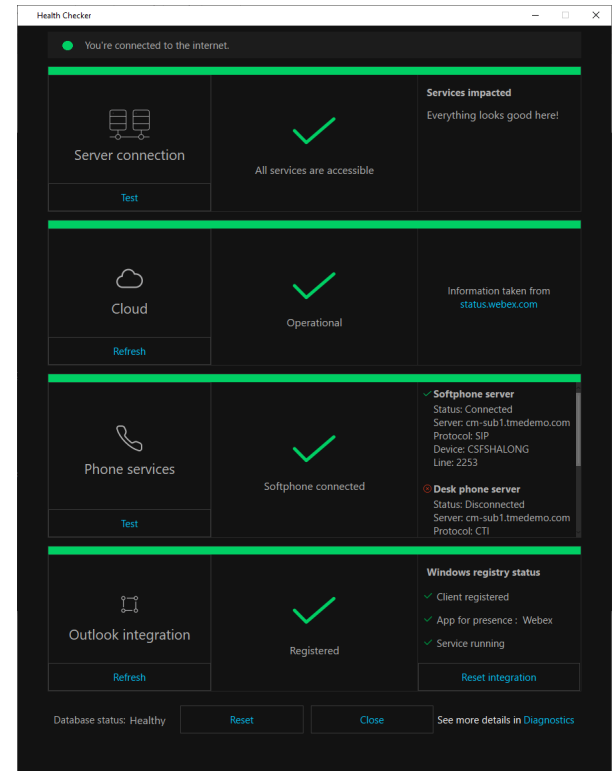 Health Checker
You're connected to the internet.
Server connection
Test
All services are accessible
Services impacted
Everything looks good here!
Cloud
Refresh
Operational
Information taken from
status.webex.com
Phone services
Test
Softphone connected
Softphone server
Status: Connected
Server: cm-sub1.tmedemo.com
Protocol: SIP
Device: CSFSHALONG
Line: 2253
Desk phone server
Status: Disconnected
Server: cm-sub1.tmedemo.com
Protocol: CTI
Outlook integration
Refresh
Registered
Windows registry status
Client registered
App for presence : Webex
Service running
Reset integration
Database status: Healthy
Reset
Close
See more details in Diagnostics